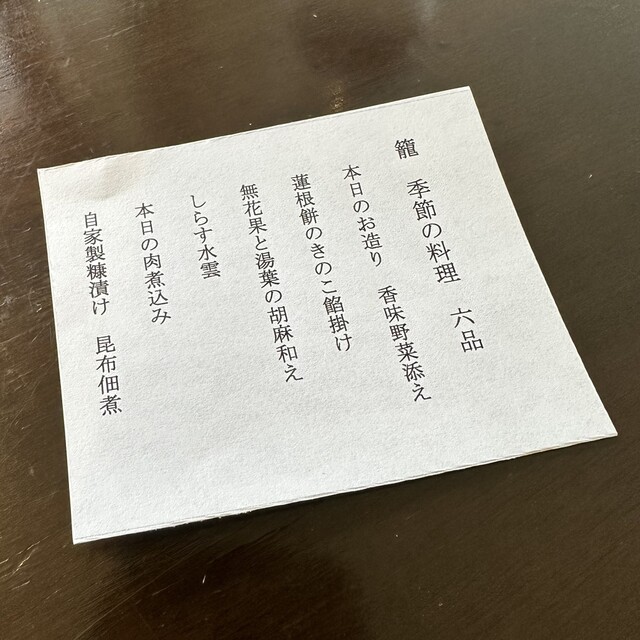 籠　季節の料理　六品
本日のお造り　香味野菜添え
蓮根餅のきのこ餡掛け
無花果と湯葉の胡麻和え
しらす水雲
本日の肉煮込み
自家製糠漬け　昆布佃煮